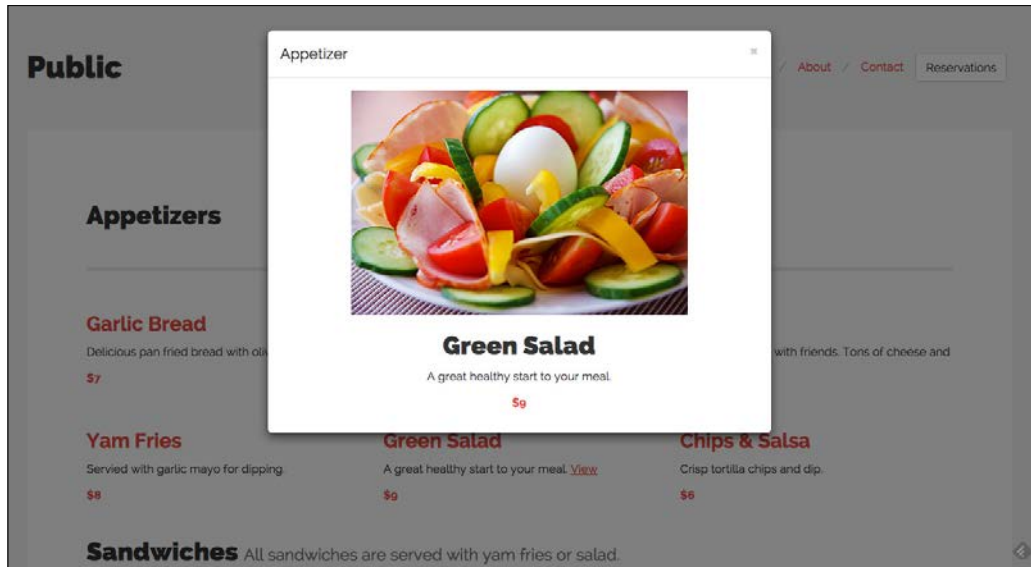 Appetizer ×
Public
/ About / Contact Reservations
Appetizers
Garlic Bread
Delicious pan fried bread with
$7
with friends. Tons of cheese and
Green Salad
A great healthy start to your meal.
$9
Yam Fries
Servied with garlic mayo for dipping.
$8
Green Salad
A great healthy start to your meal. View
$9
Chips & Salsa
Crisp tortilla chips and dip.
$6
Sandwiches All sandwiches are served with yam fries or salad.